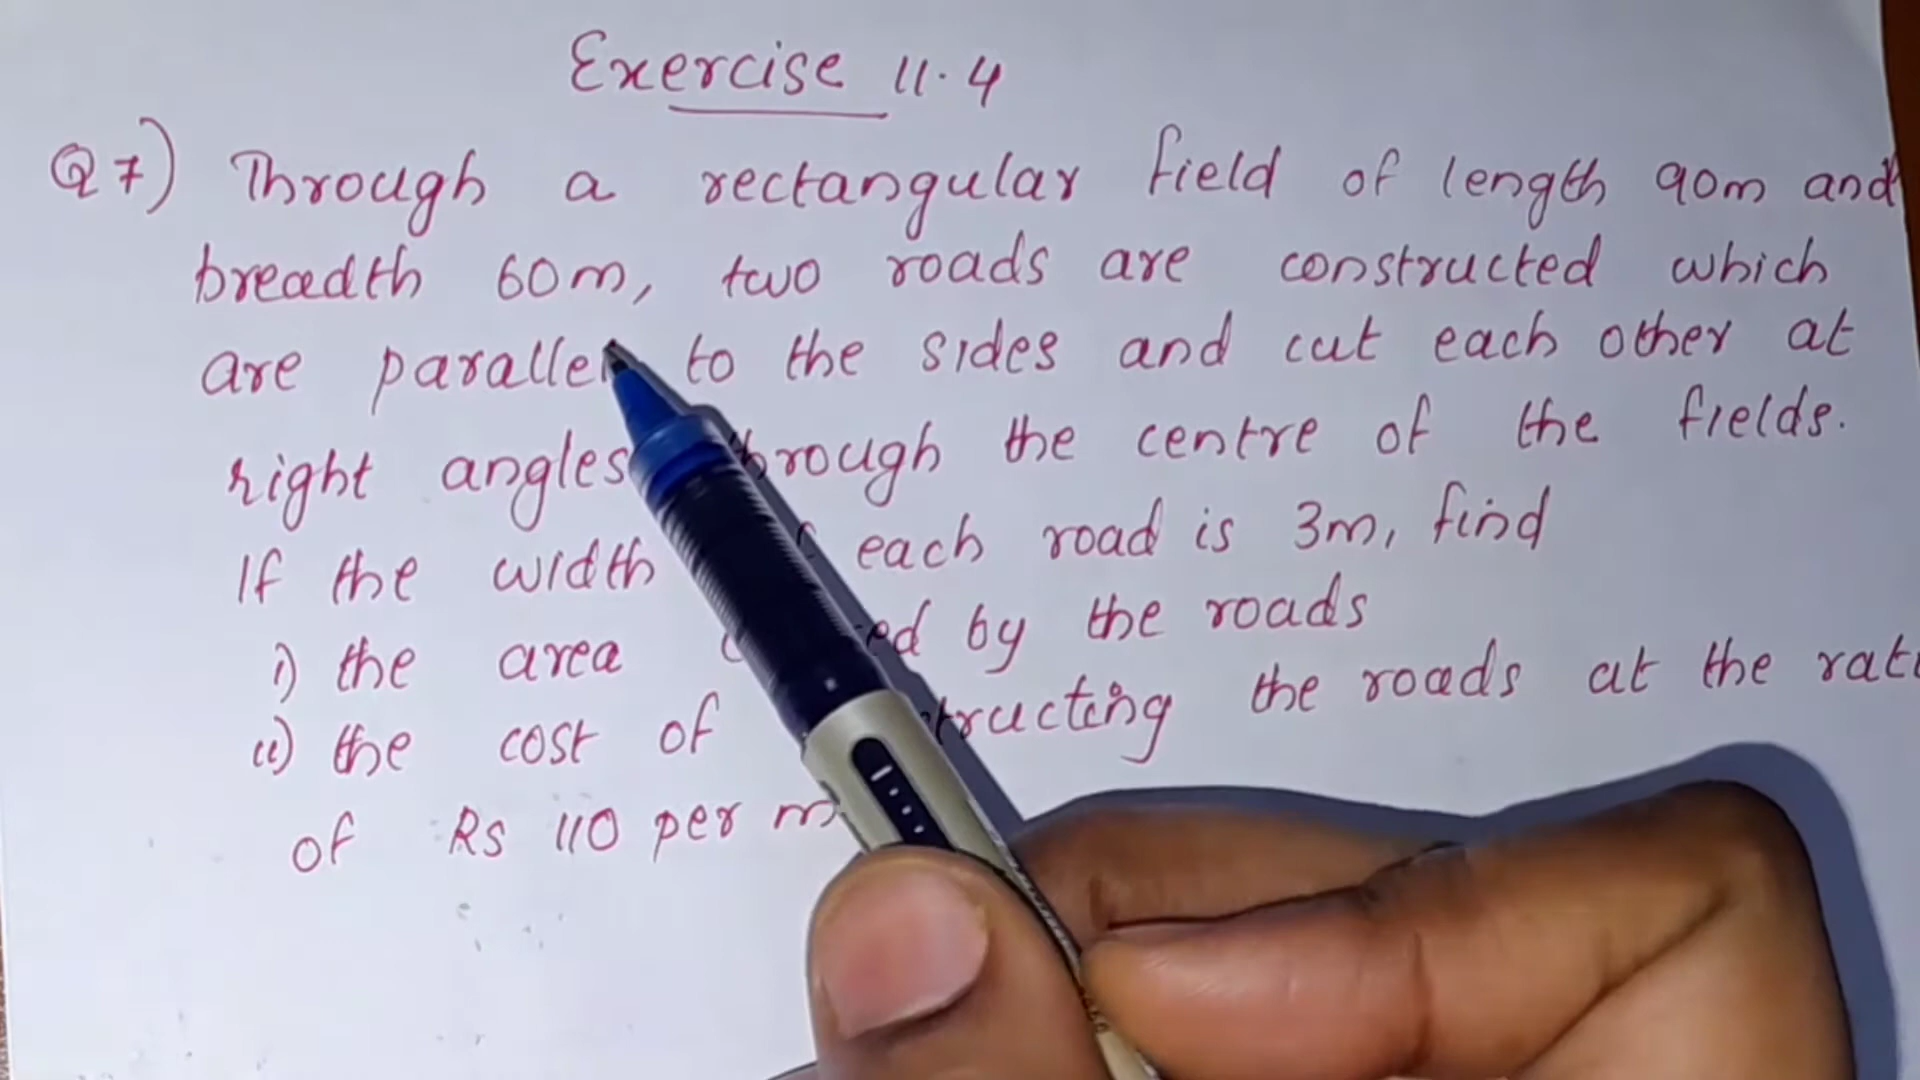 Exercise 11.4
Q7) Through a rectangular field of length 90m and
breadth 60m, two roads are constructed which
are parallel to the sides and cut each other at
right angles through the centre of the fields.
If the width each road is 3m, find
i) the area by the roads
ii) the cost of the roads at the rate
of Rs 110 per